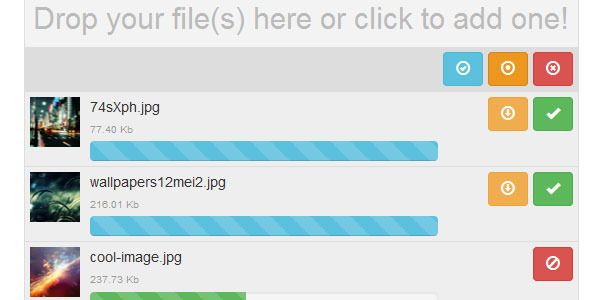 Drop your file(s) here or click to add one!
74sXph.jpg
77.40 Kb
wallpapers12mei2.jpg
216.01 Kb
cool-image.jpg
237.73 Kb